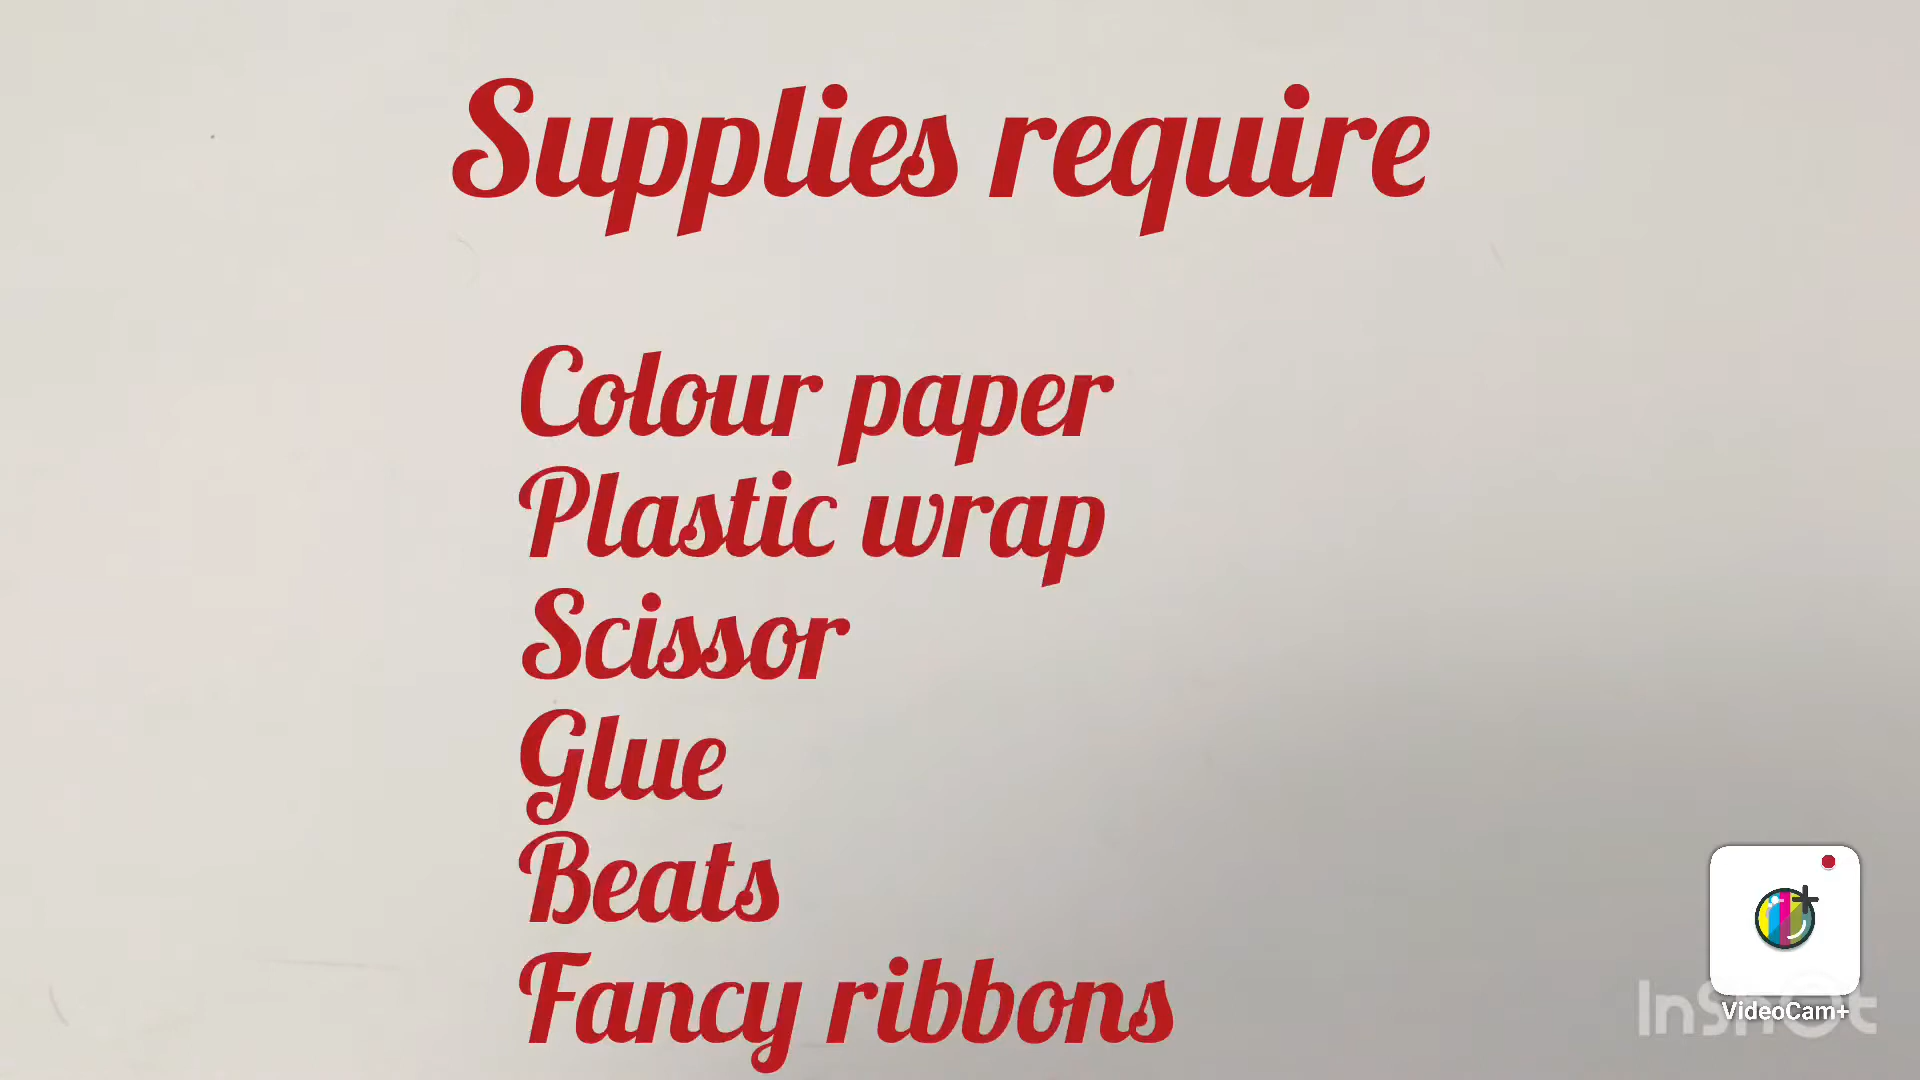 Supplies require
Colour paper
Plastic wrap
Scissor
Glue
Beats
Fancy ribbons
InShot
VideoCam+